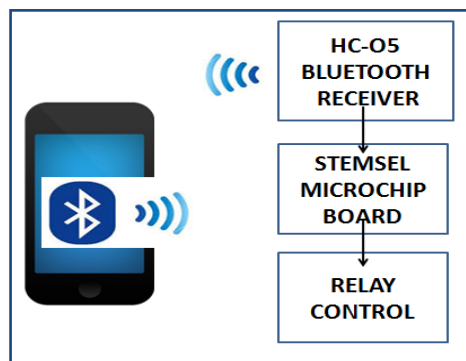 HC-O5
BLUETOOTH
RECEIVER
STEMSEL
MICROCHIP
BOARD
RELAY
CONTROL